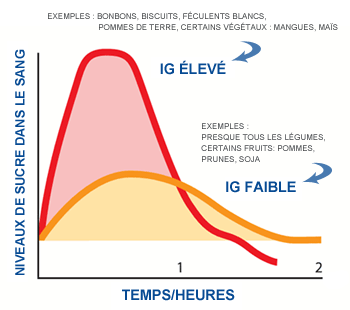 EXEMPLES : BONBONS, BISCUITS, FÉCULENTS BLANCS,
POMMES DE TERRE, CERTAINS VÉGÉTAUX : MANGUES, MAÏS
IG ÉLEVÉ
EXEMPLES :
PRESQUE TOUS LES LÉGUMES,
CERTAINS FRUITS: POMMES,
PRUNES, SOJA
IG FAIBLE
NIVEAUX DE SUCRE DANS LE SANG
1
2
TEMPS/HEURES